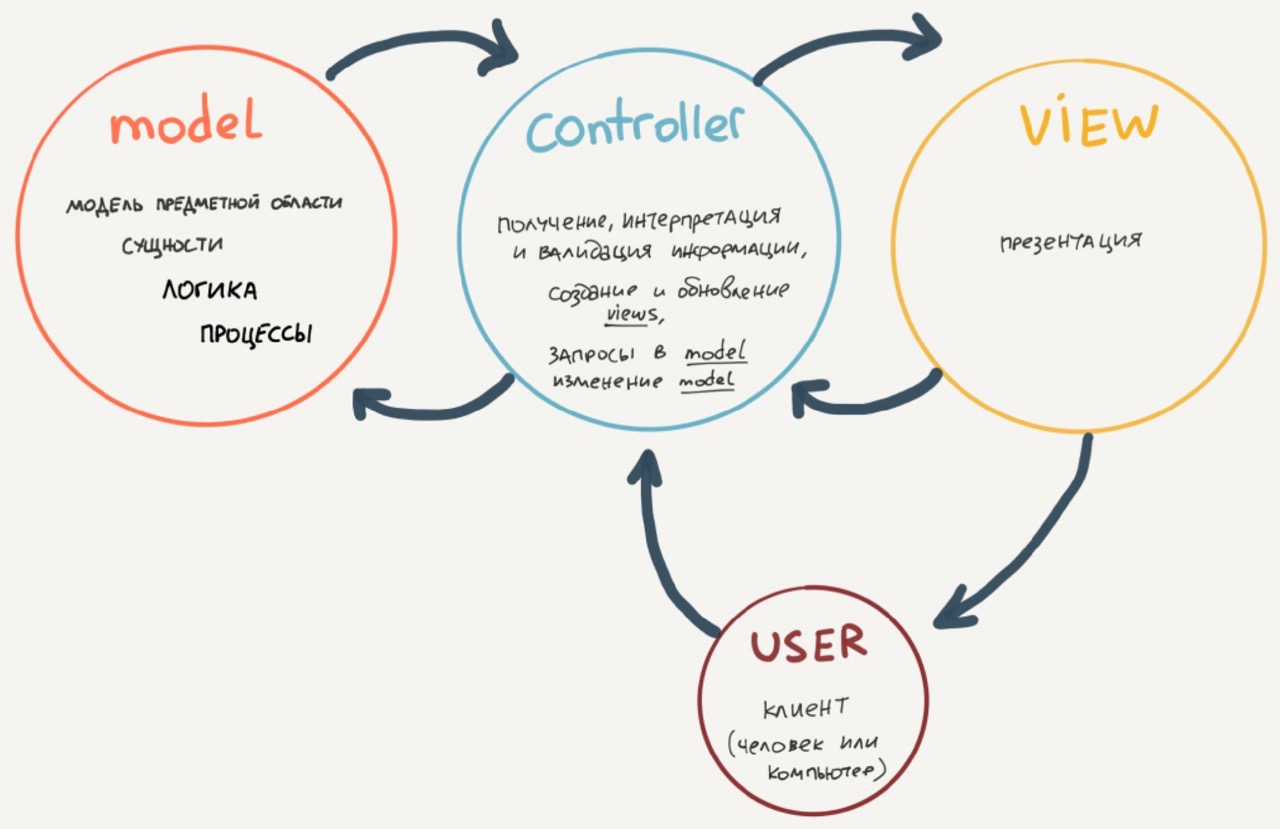 model
МОДЕЛЬ ПРЕДМЕТНОЙ ОБЛАСТИ
СУЩНОСТИ
ЛОГИКА
ПРОЦЕССЫ
controller
ПОЛУЧЕНИЕ, ИНТЕРПРЕТАЦИЯ
И ВАЛИДАЦИЯ ИНФОРМАЦИИ,
СОЗДАНИЕ И ОБНОВЛЕНИЕ
views,
ЗАПРОСЫ В model
ИЗМЕНЕНИЕ model
VIEW
ПРЕЗЕНТАЦИЯ
USER
КЛИЕНТ
(ЧЕЛОВЕК ИЛИ
КОМПЬЮТЕР)